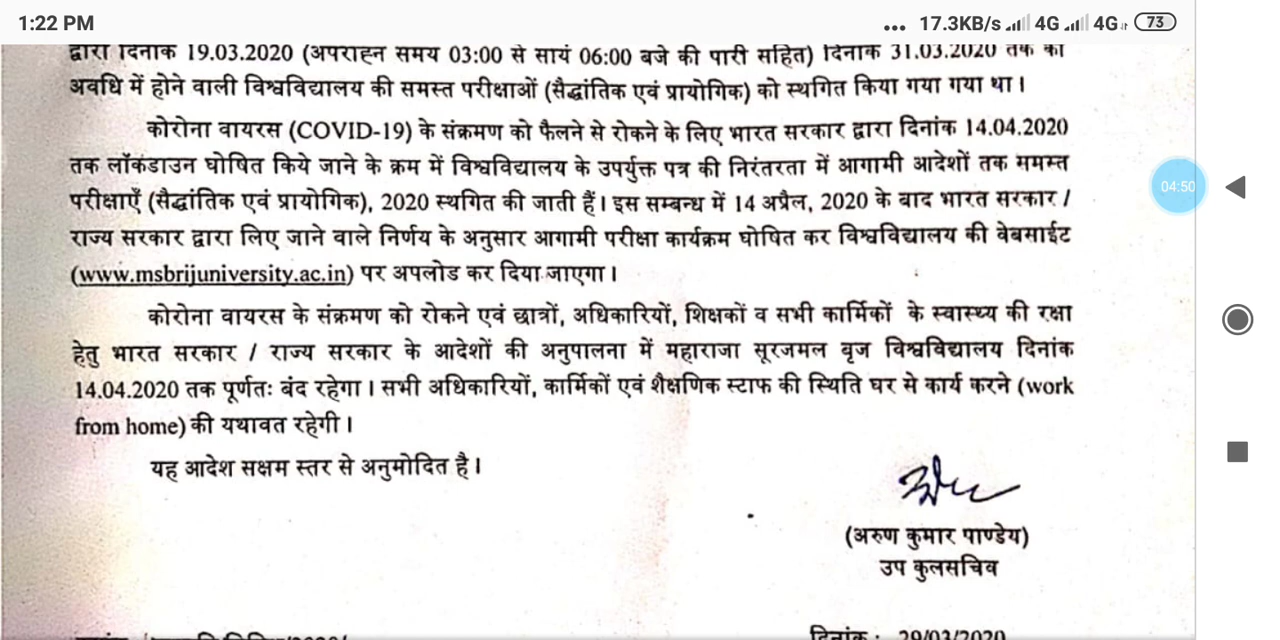 1:22 PM ... 17.3KB/s 4G 4G 73
द्वारा दिनांक 19.03.2020 (अपराह्न समय 03:00 से सायं 06:00 बजे की पारी सहित) दिनांक 31.03.2020 तक की
अवधि में होने वाली विश्वविद्यालय की समस्त परीक्षाओं (सैद्धांतिक एवं प्रायोगिक) को स्थगित किया गया गया था।
कोरोना वायरस (COVID-19) के संक्रमण को फैलने से रोकने के लिए भारत सरकार द्वारा दिनांक 14.04.2020
तक लॉकडाउन घोषित किये जाने के क्रम में विश्वविद्यालय के उपर्युक्त पत्र की निरंतरता में आगामी आदेशों तक समस्त
04:50
परीक्षाएँ (सैद्धांतिक एवं प्रायोगिक), 2020 स्थगित की जाती हैं। इस सम्बन्ध में 14 अप्रैल, 2020 के बाद भारत सरकार /
राज्य सरकार द्वारा लिए जाने वाले निर्णय के अनुसार आगामी परीक्षा कार्यक्रम घोषित कर विश्वविद्यालय की वेबसाईट
(www.msbrijuniversity.ac.in) पर अपलोड कर दिया जाएगा।
कोरोना वायरस के संक्रमण को रोकने एवं छात्रों, अधिकारियों, शिक्षकों व सभी कार्मिकों के स्वास्थ्य की रक्षा
हेतु भारत सरकार / राज्य सरकार के आदेशों की अनुपालना में महाराजा सूरजमल वृज विश्वविद्यालय दिनांक
14.04.2020 तक पूर्णतः बंद रहेगा। सभी अधिकारियों, कार्मिकों एवं शैक्षणिक स्टाफ की स्थिति घर से कार्य करने (work
from home) की यथावत रहेगी।
यह आदेश सक्षम स्तर से अनुमोदित है।
(अरुण कुमार पाण्डेय)
उप कुलसचिव
दिनांक : 29/03/2020